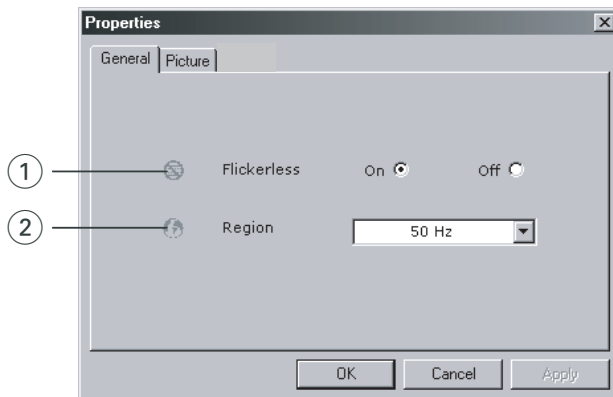 Properties
General Picture
1 Flickerless On Off
2 Region 50 Hz
OK Cancel Apply